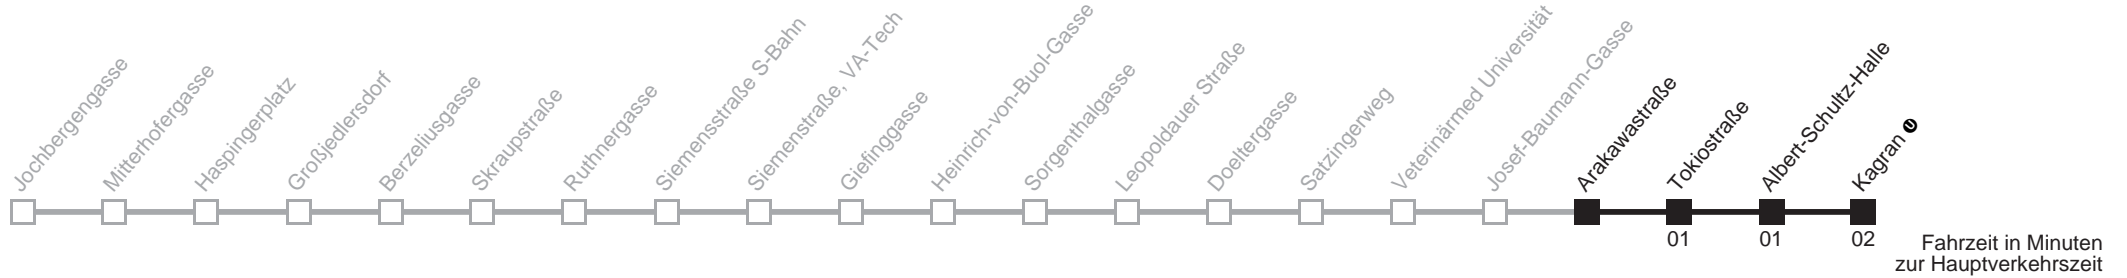 Jochbergengasse
Mitterhofergasse
Haspingerplatz
Großjedlersdorf
Berzeliusgasse
Skraupstraße
Ruthnergasse
Siemensstraße S-Bahn
Siemenstraße, VA-Tech
Giefinggasse
Heinrich-von-Buol-Gasse
Sorgenthalgasse
Leopoldauer Straße
Doeltergasse
Satzingerweg
Veterinärmed Universität
Josef-Baumann-Gasse
Arakawastraße
Tokiostraße
Albert-Schultz-Halle
Kagran U
01
01
02
Fahrzeit in Minuten
zur Hauptverkehrszeit